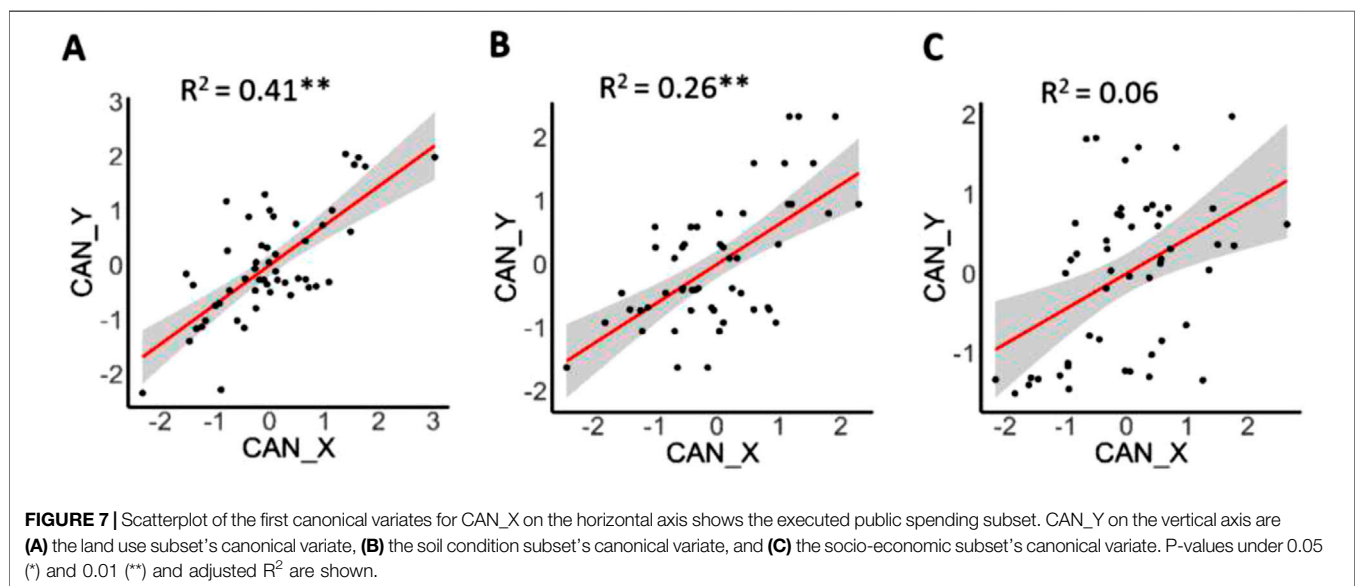 A
R² = 0.41**
3
2
1
0
-1
-2
CAN_Y
-2 -1 0 1 2 3
CAN_X
B
R² = 0.26**
2
1
0
-1
-2
CAN_Y
-2 -1 0 1 2
CAN_X
C
R² = 0.06
2
1
0
-1
CAN_Y
-2 -1 0 1 2
CAN_X
FIGURE 7 | Scatterplot of the first canonical variates for CAN_X on the horizontal axis shows the executed public spending subset. CAN_Y on the vertical axis are
(A) the land use subset's canonical variate, (B) the soil condition subset's canonical variate, and (C) the socio-economic subset's canonical variate. P-values under 0.05
(*) and 0.01 (**) and adjusted R² are shown.